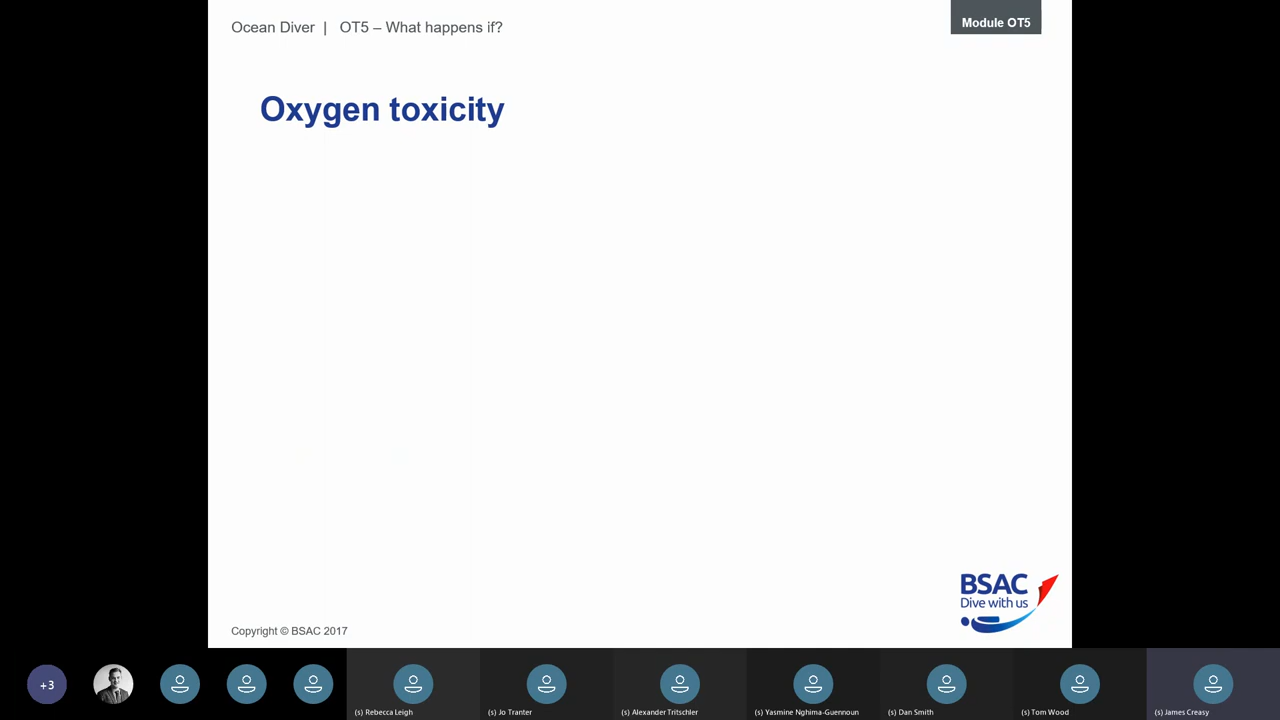 Ocean Diver | OT5 – What happens if?
Module OT5
Oxygen toxicity
BSAC
Dive with us
Copyright © BSAC 2017
+3
(s) Rebecca Leigh
(s) Jo Tranter
(s) Alexander Tritschler
(s) Yasmine Nghima-Guennoun
(s) Dan Smith
(s) Tom Wood
(s) James Creasy